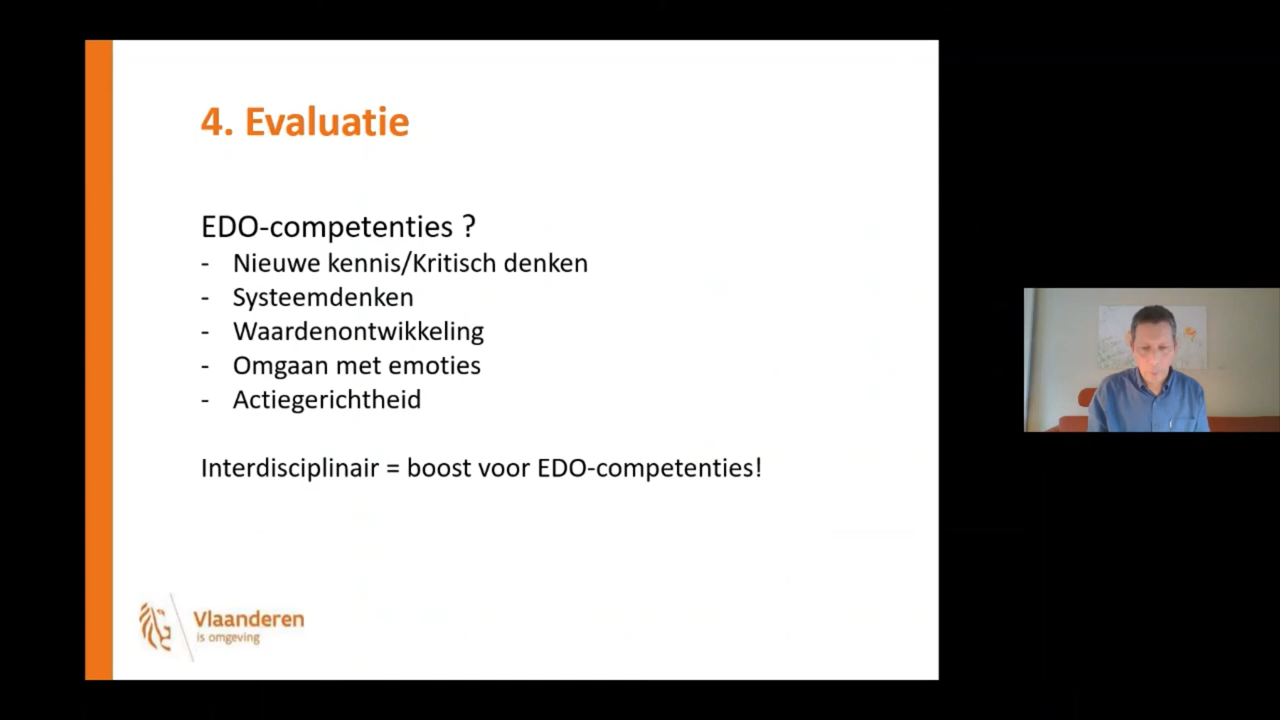 4. Evaluatie
EDO-competenties ?
- Nieuwe kennis/Kritisch denken
- Systeemdenken
- Waardenontwikkeling
- Omgaan met emoties
- Actiegerichtheid
Interdisciplinair = boost voor EDO-competenties!
Vlaanderen
is omgeving